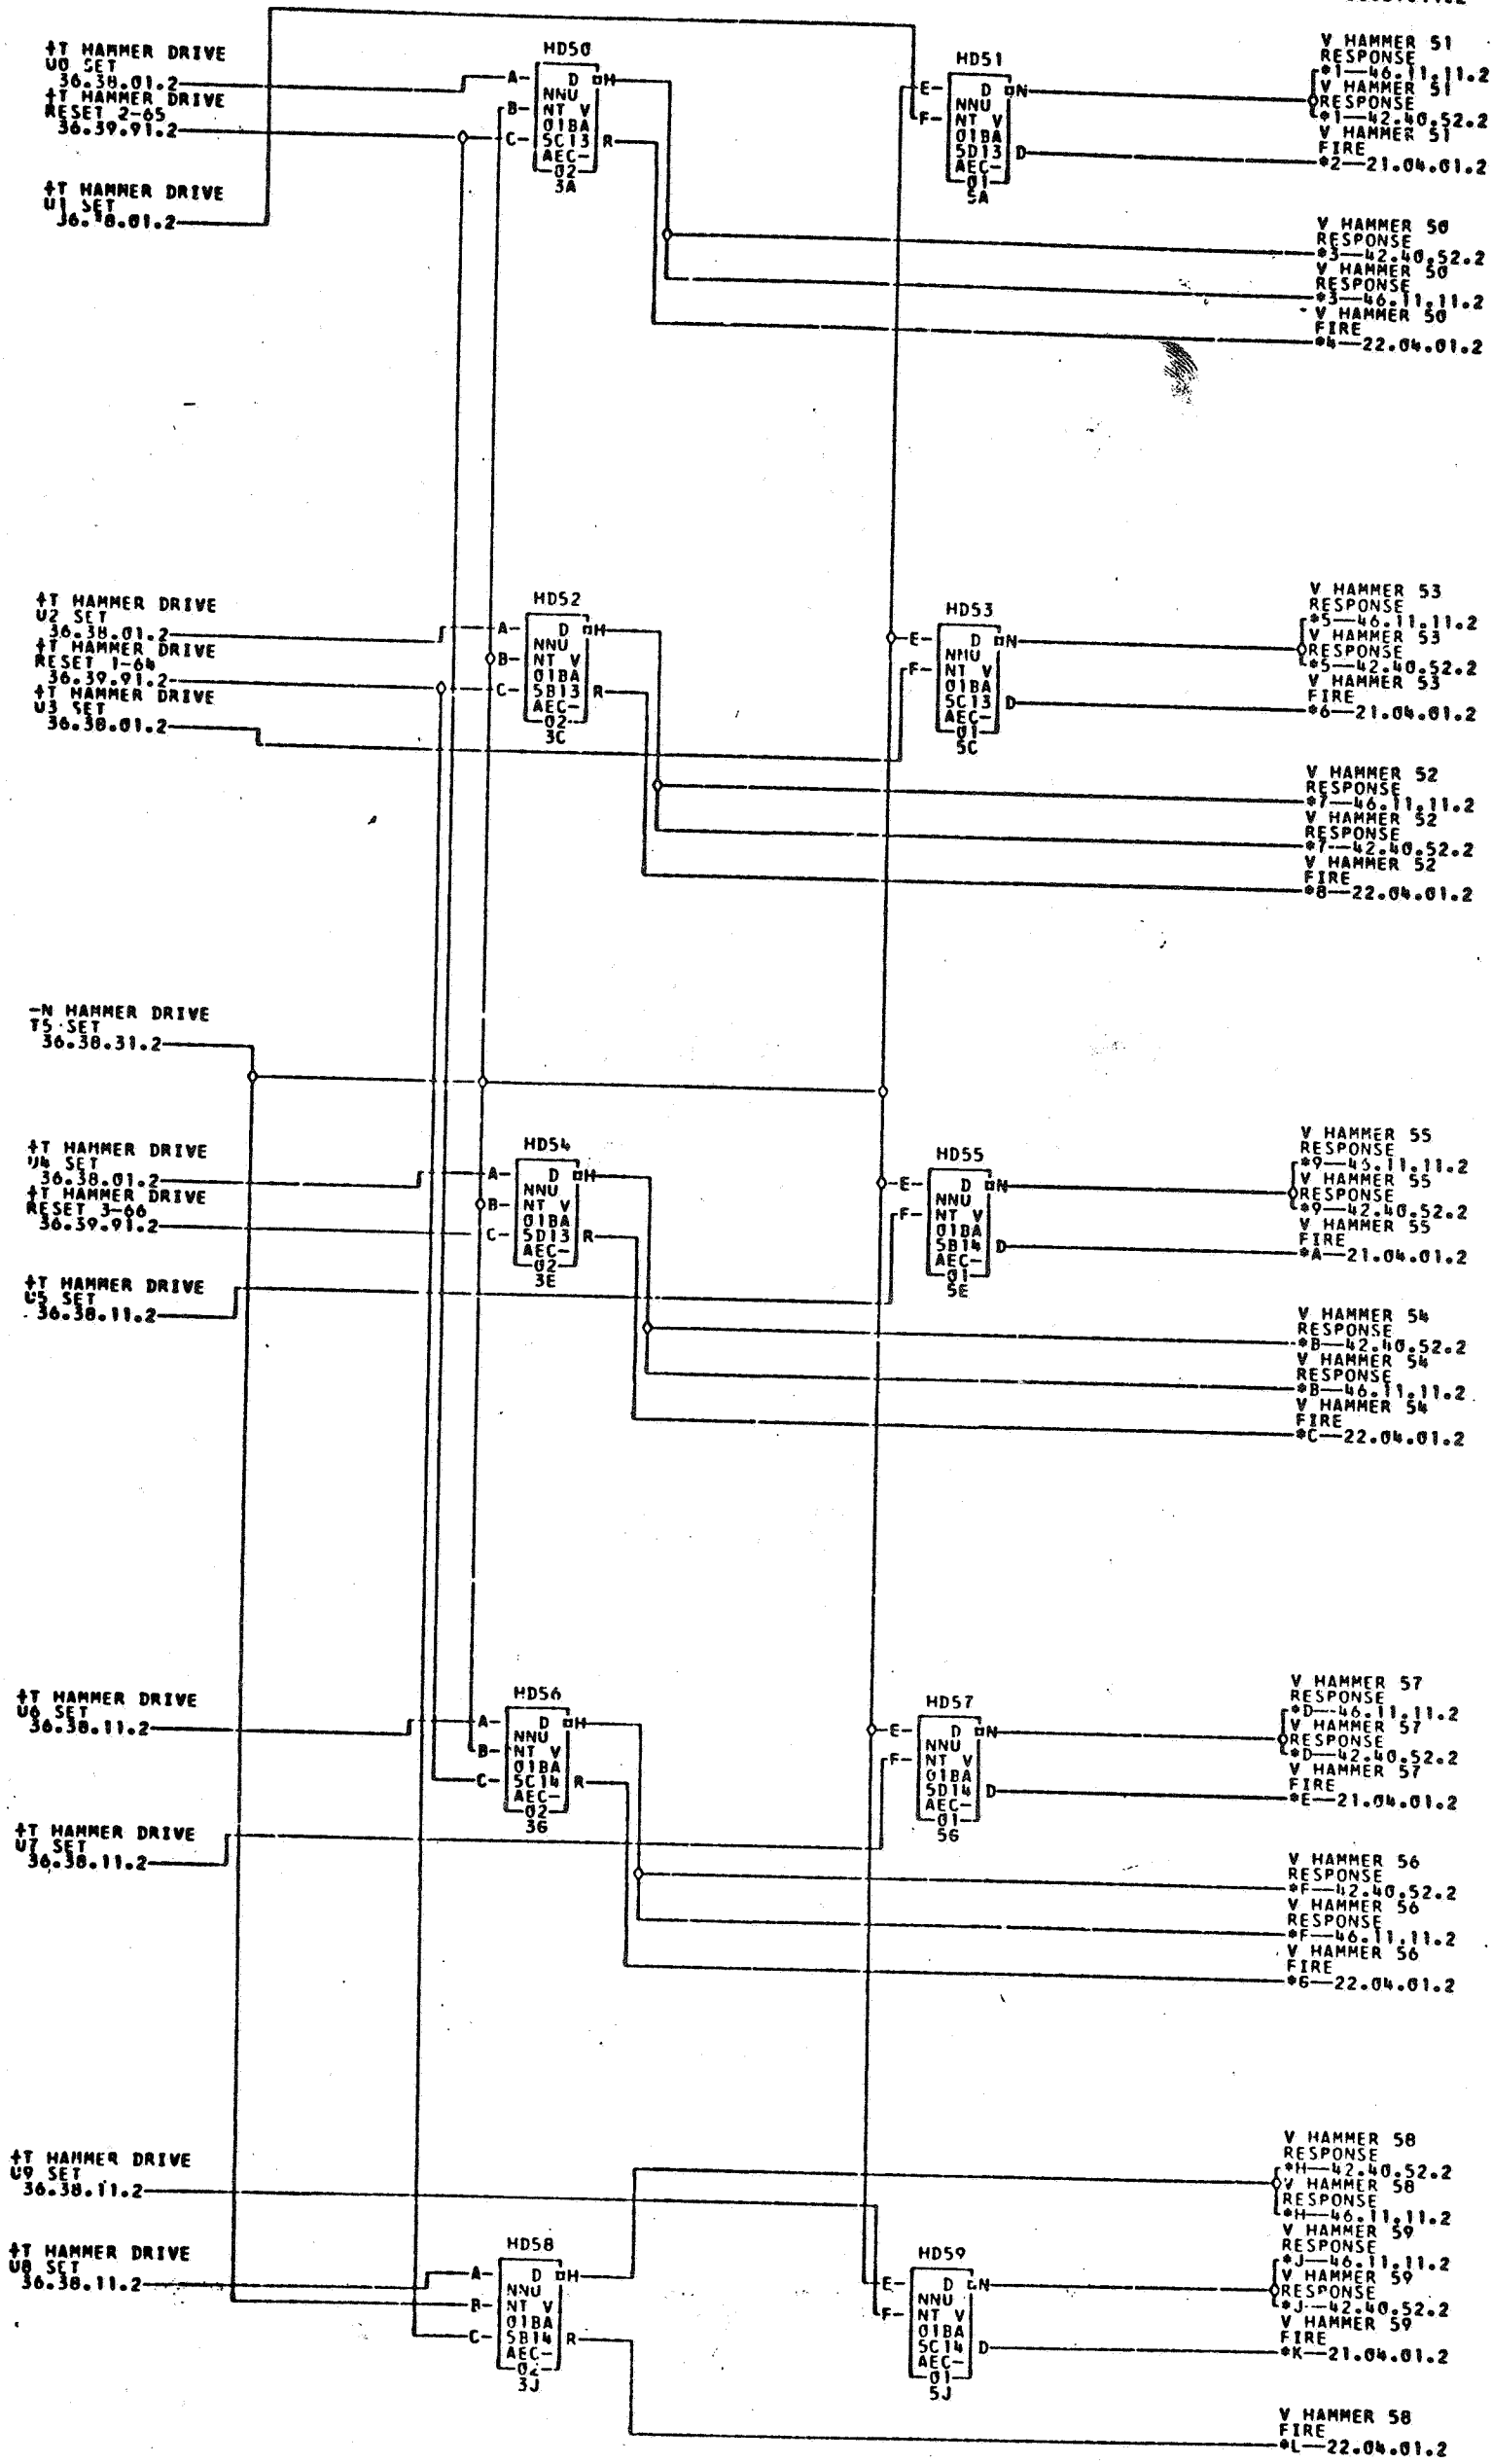 +T HAMMER DRIVE
U0 SET
36.38.01.2
+T HAMMER DRIVE
RESET 2-65
36.39.91.2
+T HAMMER DRIVE
U1 SET
36.38.01.2
HD50
A- D H
NNU
B- NT V
01BA
C- 5C13 R
AEC-
02
3A
HD51
E- D N
NNU
F- NT V
01BA
5D13 D
AEC-
01
5A
V HAMMER 51
RESPONSE
*1—46.11.11.2
V HAMMER 51
RESPONSE
*1—42.40.52.2
V HAMMER 51
FIRE
*2—21.04.01.2
V HAMMER 50
RESPONSE
*3—42.40.52.2
V HAMMER 50
RESPONSE
*3—46.11.11.2
V HAMMER 50
FIRE
*4—22.04.01.2
+T HAMMER DRIVE
U2 SET
36.38.01.2
+T HAMMER DRIVE
RESET 1-64
36.39.91.2
+T HAMMER DRIVE
U3 SET
36.38.01.2
HD52
A- D H
NNU
B- NT V
01BA
C- 5B13 R
AEC-
02
3C
HD53
E- D N
NNU
F- NT V
01BA
5C13 D
AEC-
01
5C
V HAMMER 53
RESPONSE
*5—46.11.11.2
V HAMMER 53
RESPONSE
*5—42.40.52.2
V HAMMER 53
FIRE
*6—21.04.01.2
V HAMMER 52
RESPONSE
*7—46.11.11.2
V HAMMER 52
RESPONSE
*7—42.40.52.2
V HAMMER 52
FIRE
*8—22.04.01.2
-N HAMMER DRIVE
T5 SET
36.38.31.2
+T HAMMER DRIVE
U4 SET
36.38.01.2
+T HAMMER DRIVE
RESET 3-66
36.39.91.2
+T HAMMER DRIVE
U5 SET
36.38.11.2
HD54
A- D H
NNU
B- NT V
01BA
C- 5D13 R
AEC-
02
3E
HD55
E- D N
NNU
F- NT V
01BA
5B14 D
AEC-
01
5E
V HAMMER 55
RESPONSE
*9—46.11.11.2
V HAMMER 55
RESPONSE
*9—42.40.52.2
V HAMMER 55
FIRE
*A—21.04.01.2
V HAMMER 54
RESPONSE
*B—42.40.52.2
V HAMMER 54
RESPONSE
*B—46.11.11.2
V HAMMER 54
FIRE
*C—22.04.01.2
+T HAMMER DRIVE
U6 SET
36.38.11.2
+T HAMMER DRIVE
U7 SET
36.38.11.2
HD56
A- D H
NNU
B- NT V
01BA
C- 5C14 R
AEC-
02
3G
HD57
E- D N
NNU
F- NT V
01BA
5D14 D
AEC-
01
5G
V HAMMER 57
RESPONSE
*D—46.11.11.2
V HAMMER 57
RESPONSE
*D—42.40.52.2
V HAMMER 57
FIRE
*E—21.04.01.2
V HAMMER 56
RESPONSE
*F—42.40.52.2
V HAMMER 56
RESPONSE
*F—46.11.11.2
V HAMMER 56
FIRE
*G—22.04.01.2
+T HAMMER DRIVE
U9 SET
36.38.11.2
+T HAMMER DRIVE
U8 SET
36.38.11.2
HD58
A- D H
NNU
B- NT V
01BA
C- 5B14 R
AEC-
02
3J
HD59
E- D N
NNU
F- NT V
01BA
5C14 D
AEC-
01
5J
V HAMMER 58
RESPONSE
*H—42.40.52.2
V HAMMER 58
RESPONSE
*H—46.11.11.2
V HAMMER 59
RESPONSE
*J—46.11.11.2
V HAMMER 59
RESPONSE
*J—42.40.52.2
V HAMMER 59
FIRE
*K—21.04.01.2
V HAMMER 58
FIRE
*L—22.04.01.2